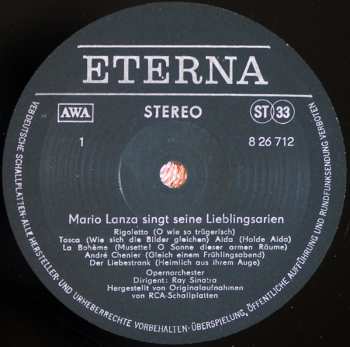 ETERNA
AWA
STEREO
ST 33
1
8 26 712
Mario Lanza singt seine Lieblingsarien
Rigoletto (O wie so trügerisch)
Tosca (Wie sich die Bilder gleichen) Aida (Holde Aida)
La Bohème (Musette! O Sonne dieser armen Räume)
André Chenier (Gleich einem Frühlingsabend)
Der Liebestrank (Heimlich aus ihrem Auge)
Opernorchester
Dirigent: Ray Sinatra
Hergestellt von Originalaufnahmen
von RCA-Schallplatten
VEB DEUTSCHE SCHALLPLATTEN · ALLE HERSTELLER- UND URHEBERRECHTE VORBEHALTEN · ÜBERSPIELUNG, ÖFFENTLICHE AUFFÜHRUNG UND RUNDFUNKSENDUNG VERBOTEN